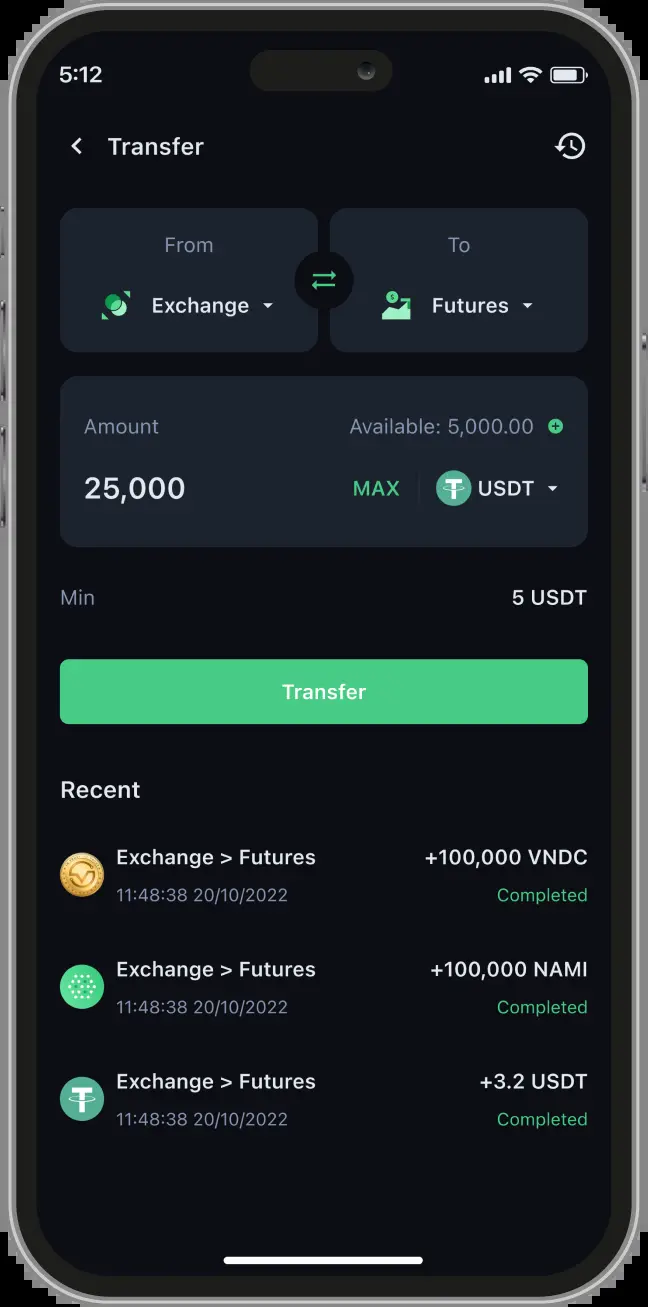 5:12
Transfer
From
To
Exchange
Futures
Amount
Available: 5,000.00
25,000
MAX
USDT
Min
5 USDT
Transfer
Recent
Exchange > Futures
+100,000 VNDC
11:48:38 20/10/2022
Completed
Exchange > Futures
+100,000 NAMI
11:48:38 20/10/2022
Completed
Exchange > Futures
+3.2 USDT
11:48:38 20/10/2022
Completed